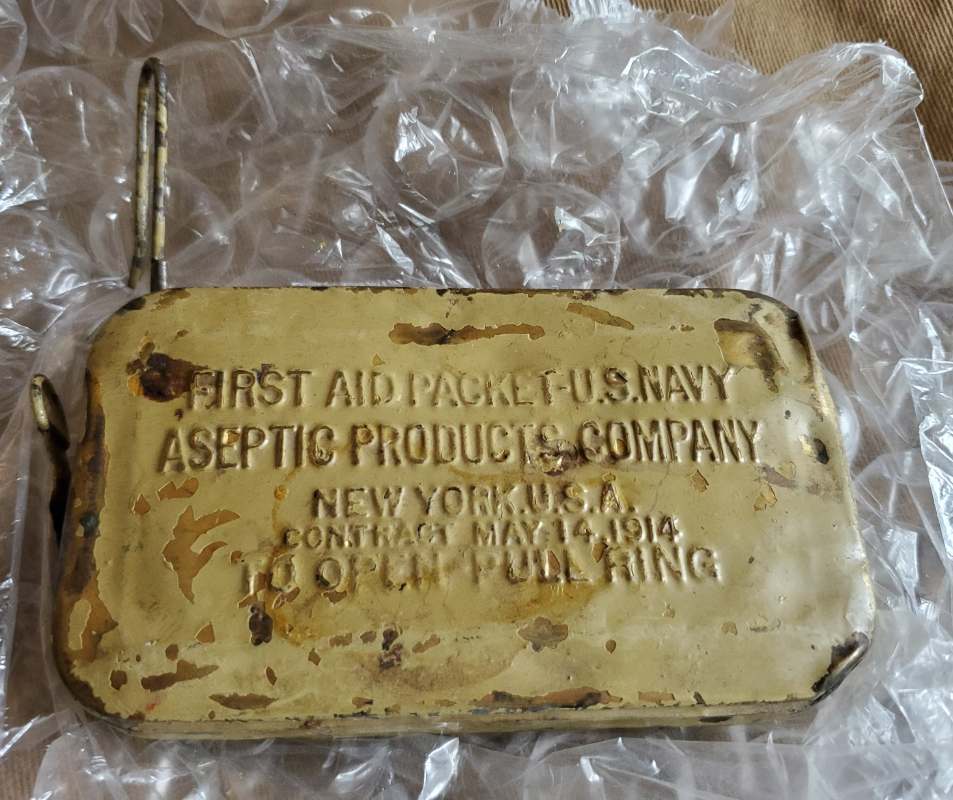 FIRST AID PACKET-U.S.NAVY
ASEPTIC PRODUCTS COMPANY
NEW YORK.U.S.A.
CONTRACT MAY 14.1914
TO OPEN PULL RING